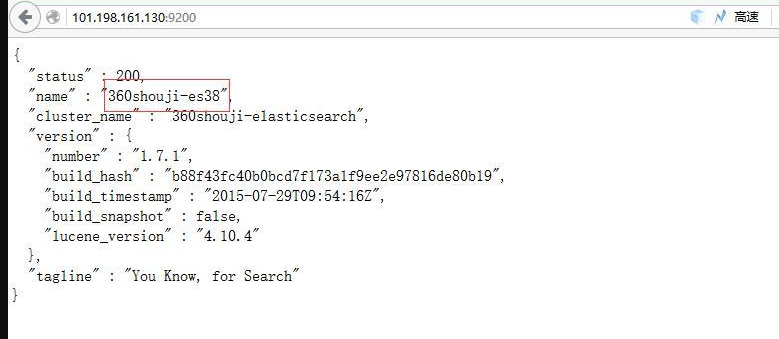 101.198.161.130:9200
高速
{
"status" : 200,
"name" : "360shouji-es38",
"cluster_name" : "360shouji-elasticsearch",
"version" : {
"number" : "1.7.1",
"build_hash" : "b88f43fc40b0bcd7f173a1f9ee2e97816de80b19",
"build_timestamp" : "2015-07-29T09:54:16Z",
"build_snapshot" : false,
"lucene_version" : "4.10.4"
},
"tagline" : "You Know, for Search"
}